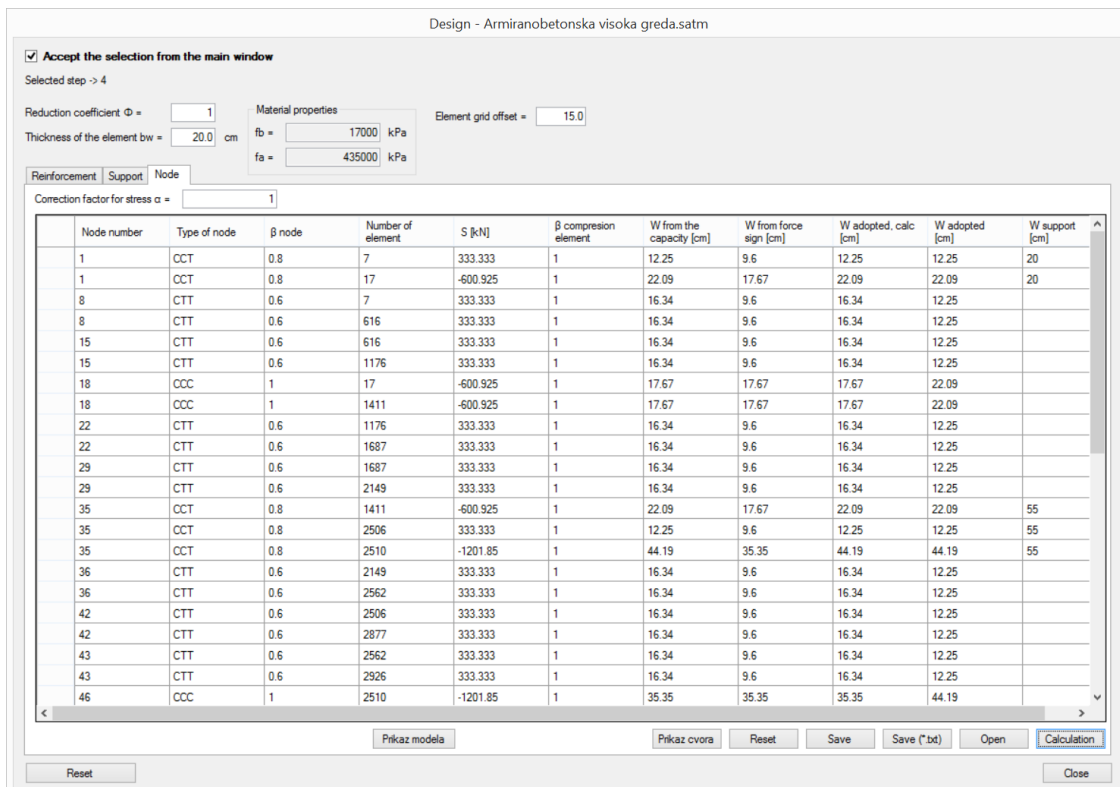 Design - Armiranobetonska visoka greda.satm
Accept the selection from the main window
Selected step -> 4
Reduction coefficient Φ = 1
Thickness of the element bw = 20.0 cm
Material properties
fb = 17000 kPa
fa = 435000 kPa
Element grid offset = 15.0
Reinforcement Support Node
Correction factor for stress α = 1
Node number Type of node β node Number of element S [kN] β compresion element W from the capacity [cm] W from force sign [cm] W adopted, calc [cm] W adopted [cm] W support [cm]
1 CCT 0.8 7 333.333 1 12.25 9.6 12.25 12.25 20
1 CCT 0.8 17 -600.925 1 22.09 17.67 22.09 22.09 20
8 CTT 0.6 7 333.333 1 16.34 9.6 16.34 12.25
8 CTT 0.6 616 333.333 1 16.34 9.6 16.34 12.25
15 CTT 0.6 616 333.333 1 16.34 9.6 16.34 12.25
15 CTT 0.6 1176 333.333 1 16.34 9.6 16.34 12.25
18 CCC 1 17 -600.925 1 17.67 17.67 17.67 22.09
18 CCC 1 1411 -600.925 1 17.67 17.67 17.67 22.09
22 CTT 0.6 1176 333.333 1 16.34 9.6 16.34 12.25
22 CTT 0.6 1687 333.333 1 16.34 9.6 16.34 12.25
29 CTT 0.6 1687 333.333 1 16.34 9.6 16.34 12.25
29 CTT 0.6 2149 333.333 1 16.34 9.6 16.34 12.25
35 CCT 0.8 1411 -600.925 1 22.09 17.67 22.09 22.09 55
35 CCT 0.8 2506 333.333 1 12.25 9.6 12.25 12.25 55
35 CCT 0.8 2510 -1201.85 1 44.19 35.35 44.19 44.19 55
36 CTT 0.6 2149 333.333 1 16.34 9.6 16.34 12.25
36 CTT 0.6 2562 333.333 1 16.34 9.6 16.34 12.25
42 CTT 0.6 2506 333.333 1 16.34 9.6 16.34 12.25
42 CTT 0.6 2877 333.333 1 16.34 9.6 16.34 12.25
43 CTT 0.6 2562 333.333 1 16.34 9.6 16.34 12.25
43 CTT 0.6 2926 333.333 1 16.34 9.6 16.34 12.25
46 CCC 1 2510 -1201.85 1 35.35 35.35 35.35 44.19
Prikaz modela Prikaz cvora Reset Save Save (*.txt) Open Calculation
Reset Close